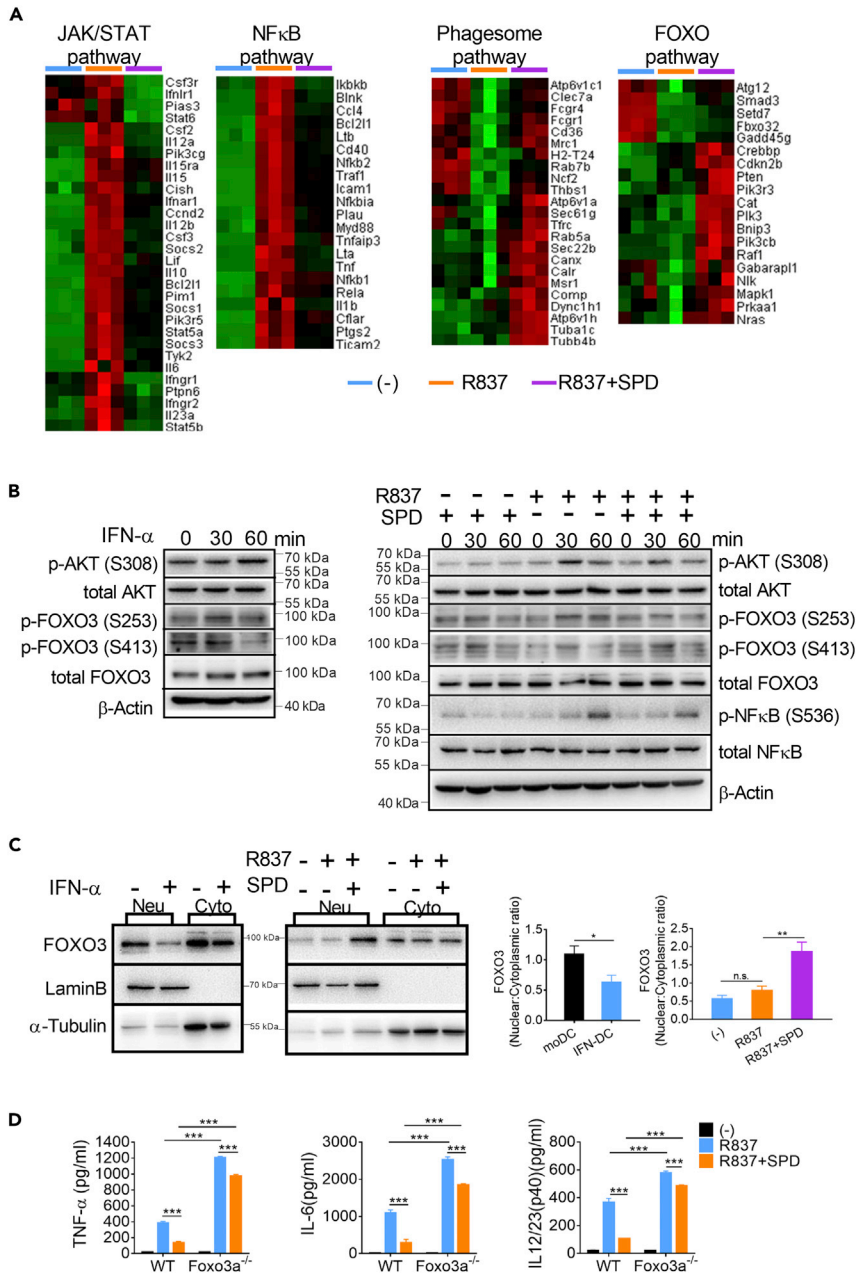 A
JAK/STAT pathway
NFκB pathway
Phagesome pathway
FOXO pathway
Csf3r
Ifnlr1
Pias3
Stat6
Csf2
Il12a
Pik3cg
Il15ra
Il15
Cish
Ifnar1
Ccnd2
Il12b
Csf3
Socs2
Lif
Il10
Bcl2l1
Pim1
Socs1
Pik3r5
Stat5a
Socs3
Tyk2
Il6
Ifngr1
Ptpn6
Ifngr2
Il23a
Stat5b
Ikbkb
Blnk
Ccl4
Bcl2l1
Ltb
Cd40
Nfkb2
Traf1
Icam1
Nfkbia
Plau
Myd88
Tnfaip3
Lta
Tnf
Nfkb1
Rela
Il1b
Cflar
Ptgs2
Ticam2
Atp6v1c1
Clec7a
Fcgr4
Fcgr1
Cd36
Mrc1
H2-T24
Rab7b
Ncf2
Thbs1
Atp6v1a
Sec61g
Tfrc
Rab5a
Sec22b
Canx
Calr
Msr1
Comp
Dync1h1
Atp6v1h
Tuba1c
Tubb4b
Atg12
Smad3
Setd7
Fbxo32
Gadd45g
Crebbp
Cdkn2b
Pten
Pik3r3
Cat
Plk3
Bnip3
Pik3cb
Raf1
Gabarapl1
Nlk
Mapk1
Prkaa1
Nras
(-) R837 R837+SPD
B
IFN-α 0 30 60 min
p-AKT (S308) 70 kDa
55 kDa
total AKT 70 kDa
55 kDa
p-FOXO3 (S253) 100 kDa
p-FOXO3 (S413) 100 kDa
total FOXO3 100 kDa
β-Actin 40 kDa
R837 - - - + + + + + +
SPD + + + - - - + + +
0 30 60 0 30 60 0 30 60 min
70 kDa p-AKT (S308)
55 kDa
70 kDa total AKT
55 kDa
100 kDa p-FOXO3 (S253)
100 kDa p-FOXO3 (S413)
100 kDa total FOXO3
70 kDa p-NFκB (S536)
55 kDa
70 kDa total NFκB
55 kDa
40 kDa β-Actin
C
IFN-α - + - +
Neu Cyto
R837 - + + - + +
SPD - - + - - +
Neu Cyto
FOXO3 100 kDa
LaminB 70 kDa
α-Tubulin 55 kDa
FOXO3
(Nuclear:Cytoplasmic ratio)
1.5
1.0
0.5
0.0
*
moDC IFN-DC
FOXO3
(Nuclear:Cytoplasmic ratio)
2.5
2.0
1.5
1.0
0.5
0.0
n.s. **
(-) R837 R837+SPD
D
TNF-α (pg/ml)
1400
1200
1000
800
600
400
200
0
***
***
***
***
WT Foxo3a-/-
IL-6(pg/ml)
3000
2000
1000
0
***
***
***
***
WT Foxo3a-/-
IL12/23(p40)(pg/ml)
800
600
400
200
0
***
***
***
***
WT Foxo3a-/-
(-)
R837
R837+SPD